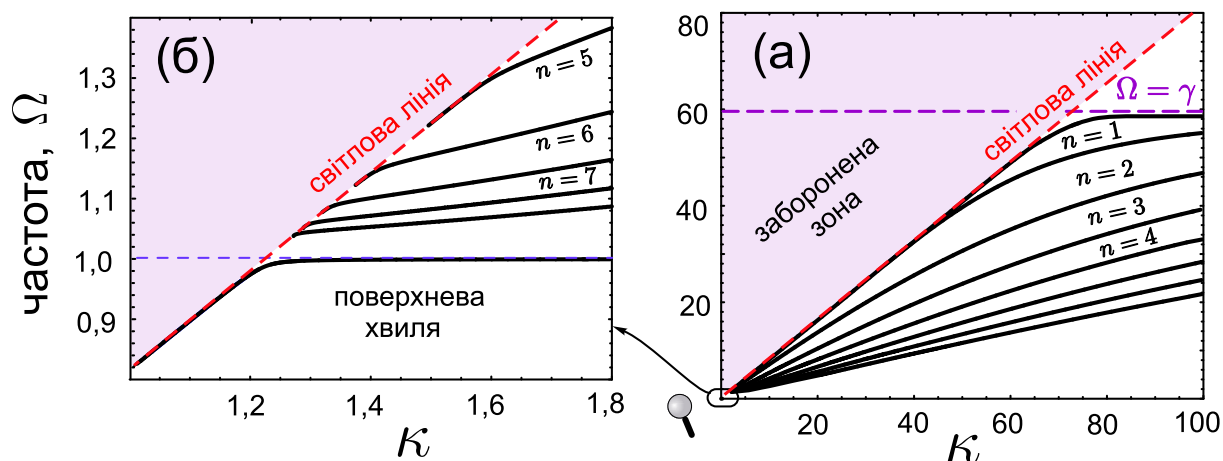 (б)
частота, Ω
1,3
1,2
1,1
1,0
0,9
світлова лінія
n = 5
n = 6
n = 7
поверхнева
хвиля
1,2
1,4
1,6
1,8
κ
(а)
80
60
40
20
світлова лінія
Ω = γ
заборонена
зона
n = 1
n = 2
n = 3
n = 4
20
40
60
80
100
κ